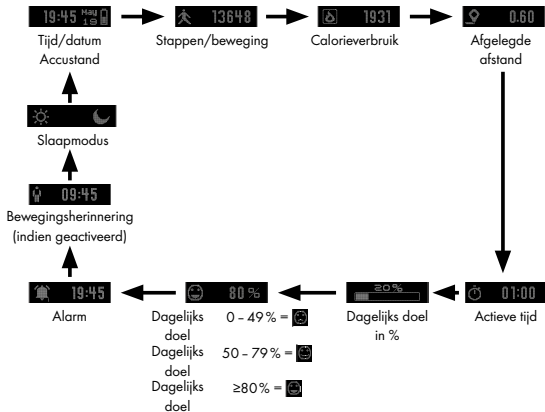 19:45 May 19
13648
1931
0.60
Tijd/datum
Accustand
Stappen/beweging
Calorieverbruik
Afgelegde
afstand
Slaapmodus
09:45
Bewegingsherinnering
(indien geactiveerd)
19:45
80%
20%
01:00
Alarm
Dagelijks
doel
0 – 49 % =
Dagelijks doel
in %
Actieve tijd
Dagelijks
doel
50 – 79 % =
Dagelijks
doel
≥80 % =